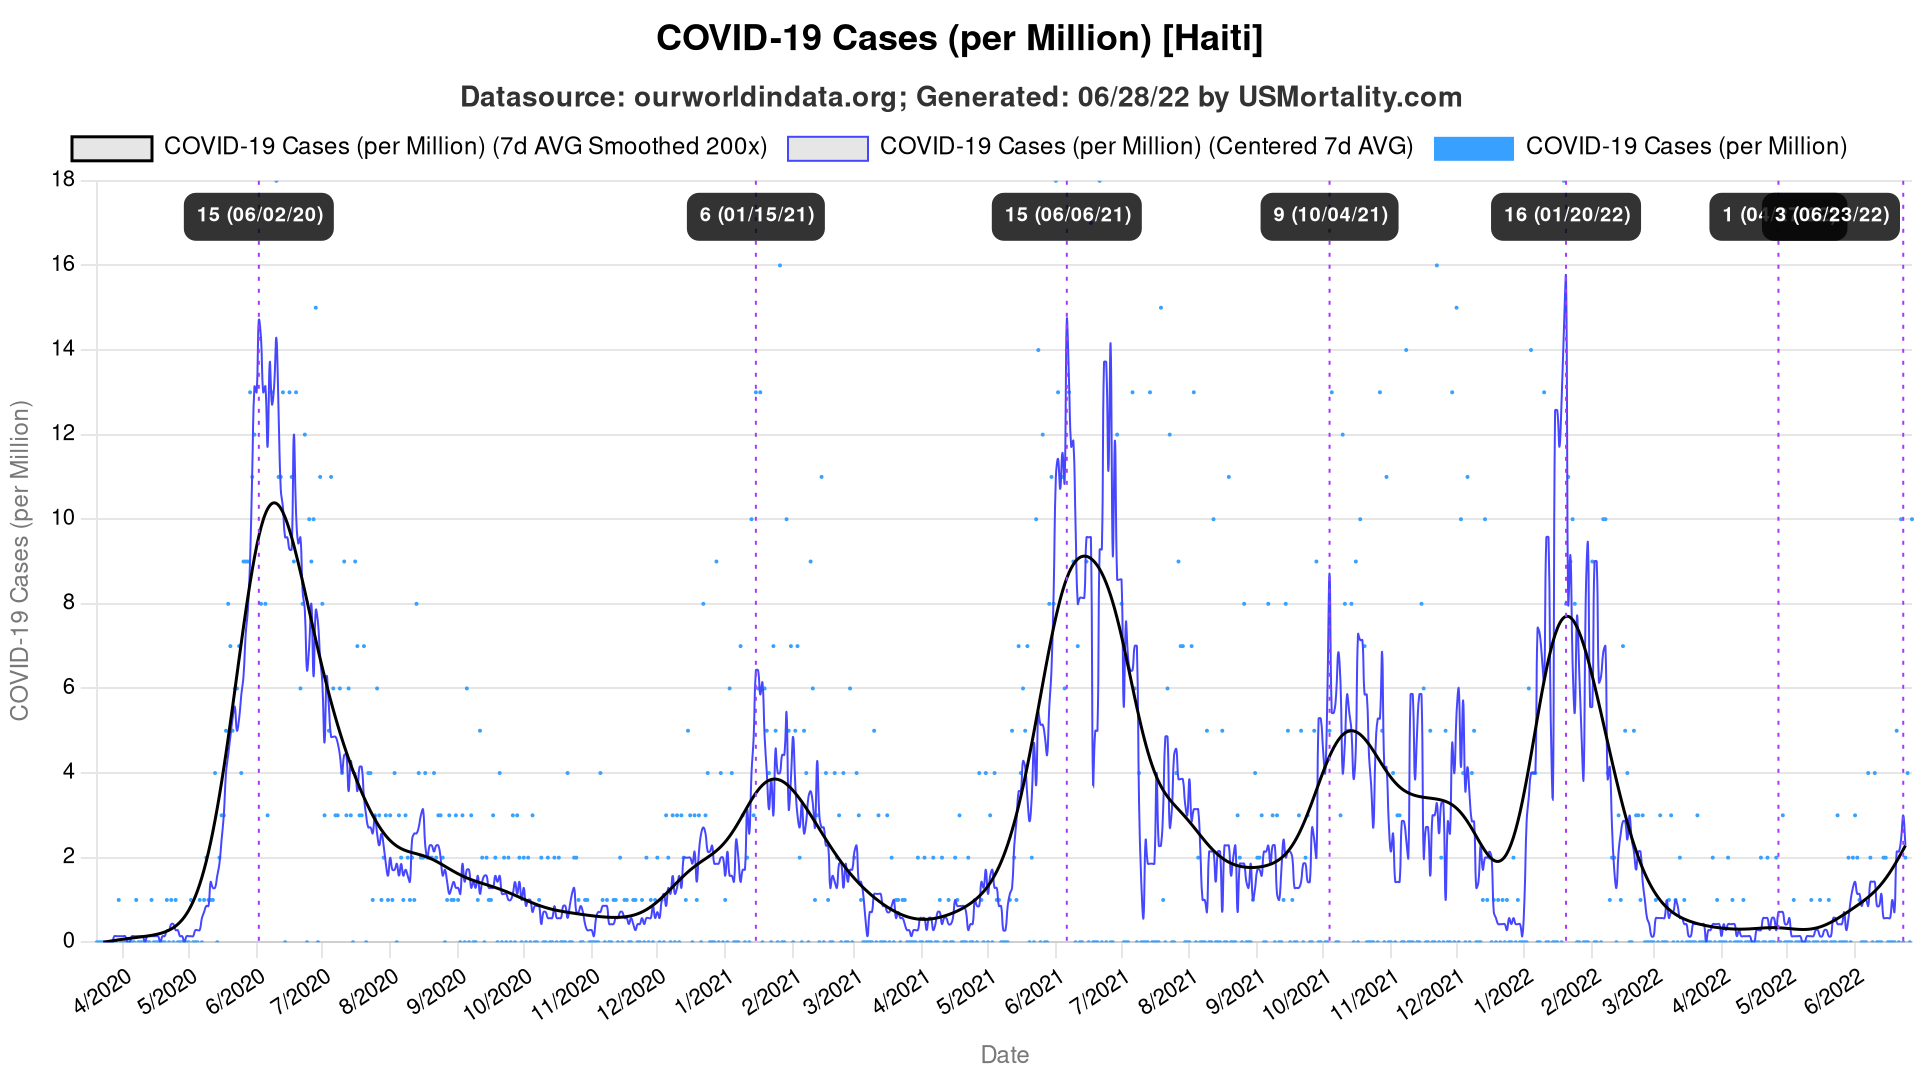 COVID-19 Cases (per Million) [Haiti]
Datasource: ourworldindata.org; Generated: 06/28/22 by USMortality.com
COVID-19 Cases (per Million) (7d AVG Smoothed 200x) COVID-19 Cases (per Million) (Centered 7d AVG) COVID-19 Cases (per Million)
18
15 (06/02/20) 6 (01/15/21) 15 (06/06/21) 9 (10/04/21) 16 (01/20/22) 1 3 (06/23/22)
16
14
12
10
8
6
4
2
0
COVID-19 Cases (per Million)
4/2020 5/2020 6/2020 7/2020 8/2020 9/2020 10/2020 11/2020 12/2020 1/2021 2/2021 3/2021 4/2021 5/2021 6/2021 7/2021 8/2021 9/2021 10/2021 11/2021 12/2021 1/2022 2/2022 3/2022 4/2022 5/2022 6/2022
Date